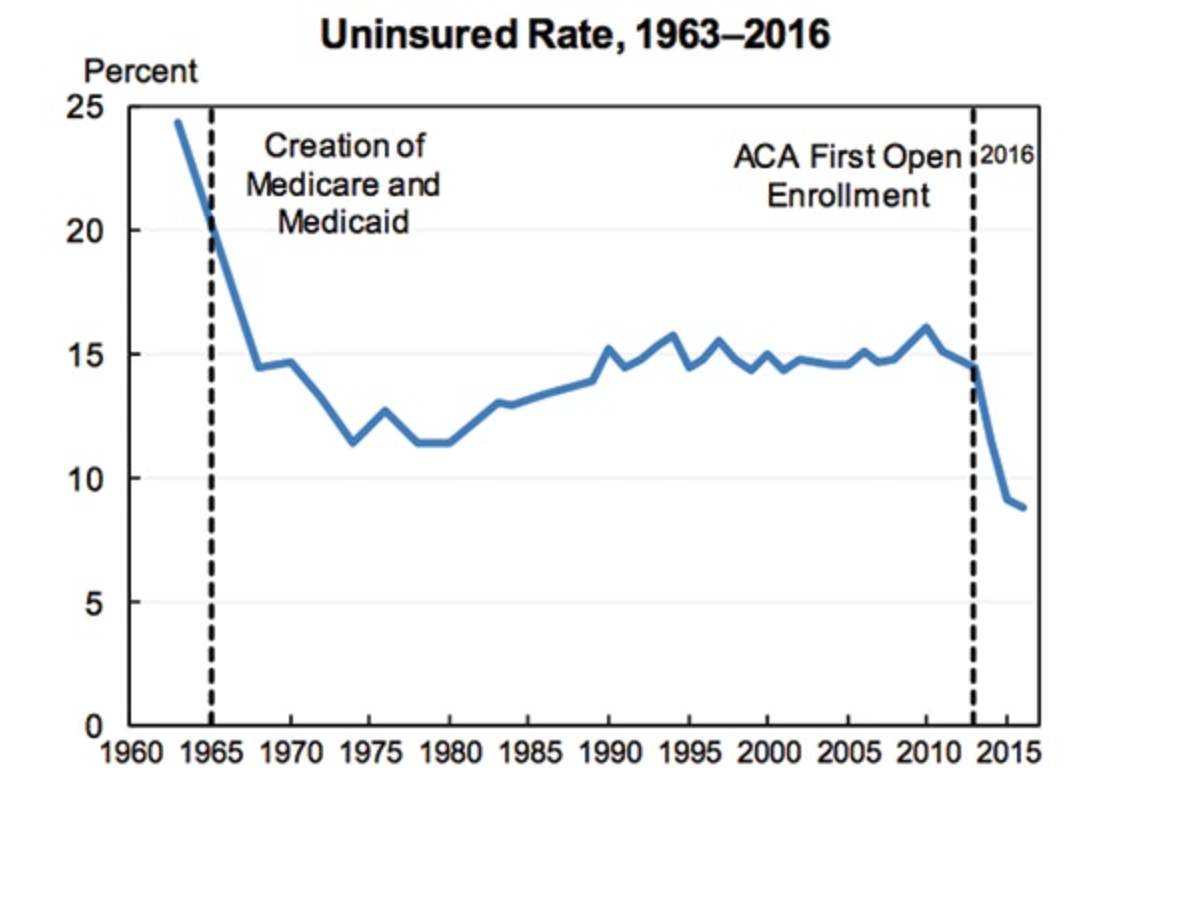 Uninsured Rate, 1963–2016
Percent
25
20
15
10
5
0
Creation of
Medicare and
Medicaid
ACA First Open
Enrollment
2016
1960 1965 1970 1975 1980 1985 1990 1995 2000 2005 2010 2015